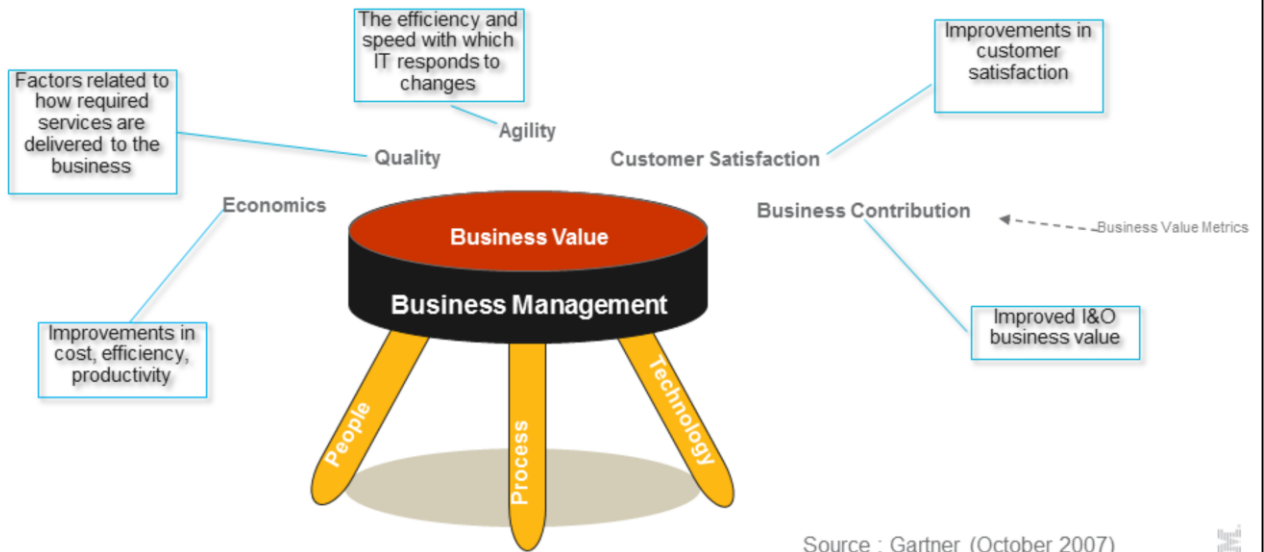 The efficiency and
speed with which
IT responds to
changes
Improvements in
customer
satisfaction
Factors related to
how required
services are
delivered to the
business
Agility
Quality
Customer Satisfaction
Economics
Business Contribution
Business Value Metrics
Business Value
Business Management
Improvements in
cost, efficiency,
productivity
Improved I&O
business value
People
Process
Technology
Source : Gartner (October 2007)